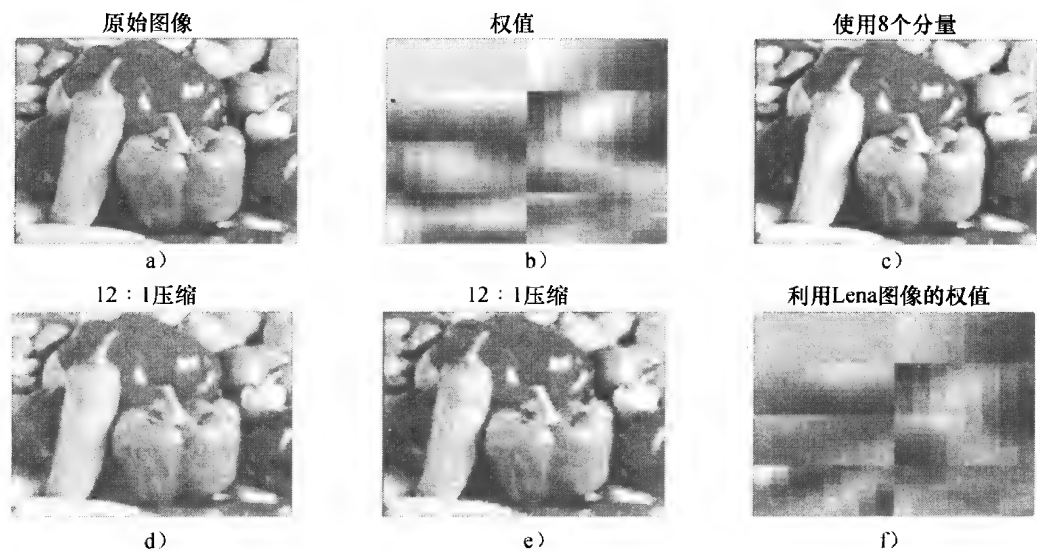 原始图像
权值
使用8个分量
a）
b）
c）
12：1压缩
12：1压缩
利用Lena图像的权值
d）
e）
f）